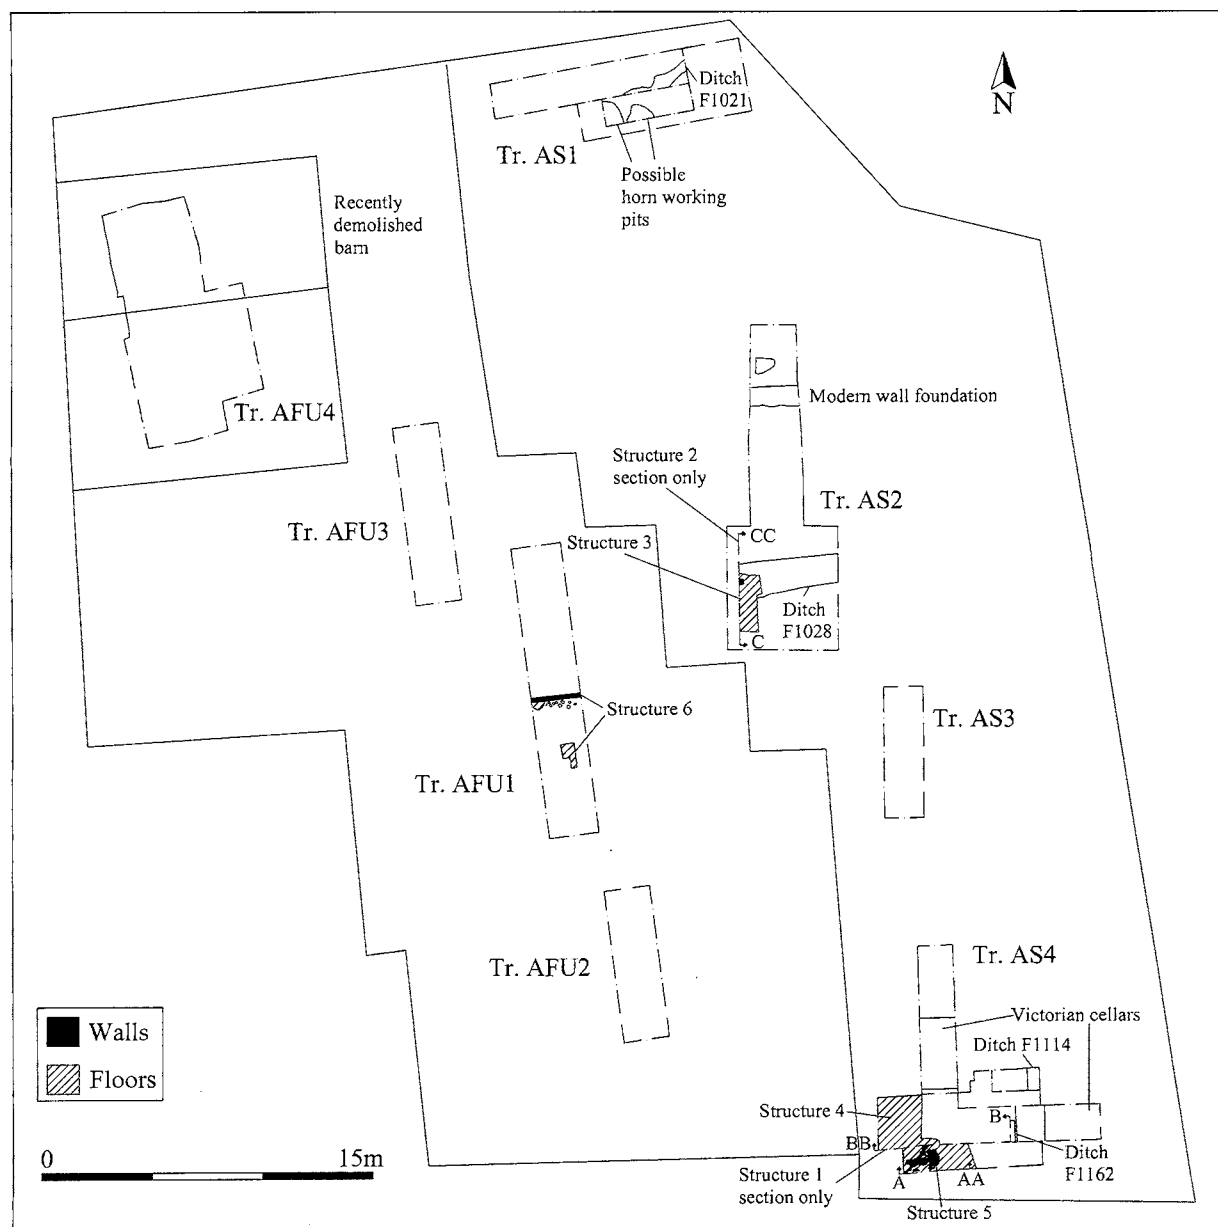 Ditch
F1021
N
Tr. AS1
Possible
horn working
pits
Recently
demolished
barn
Tr. AFU4
Modern wall foundation
Structure 2
section only
Tr. AS2
Tr. AFU3
CC
Structure 3
Ditch
F1028
C
Structure 6
Tr. AS3
Tr. AFU1
Tr. AS4
Tr. AFU2
Victorian cellars
Ditch F1114
Walls
Floors
Structure 4
B
BB
Ditch
F1162
0 15m
Structure 1
section only
A
AA
Structure 5